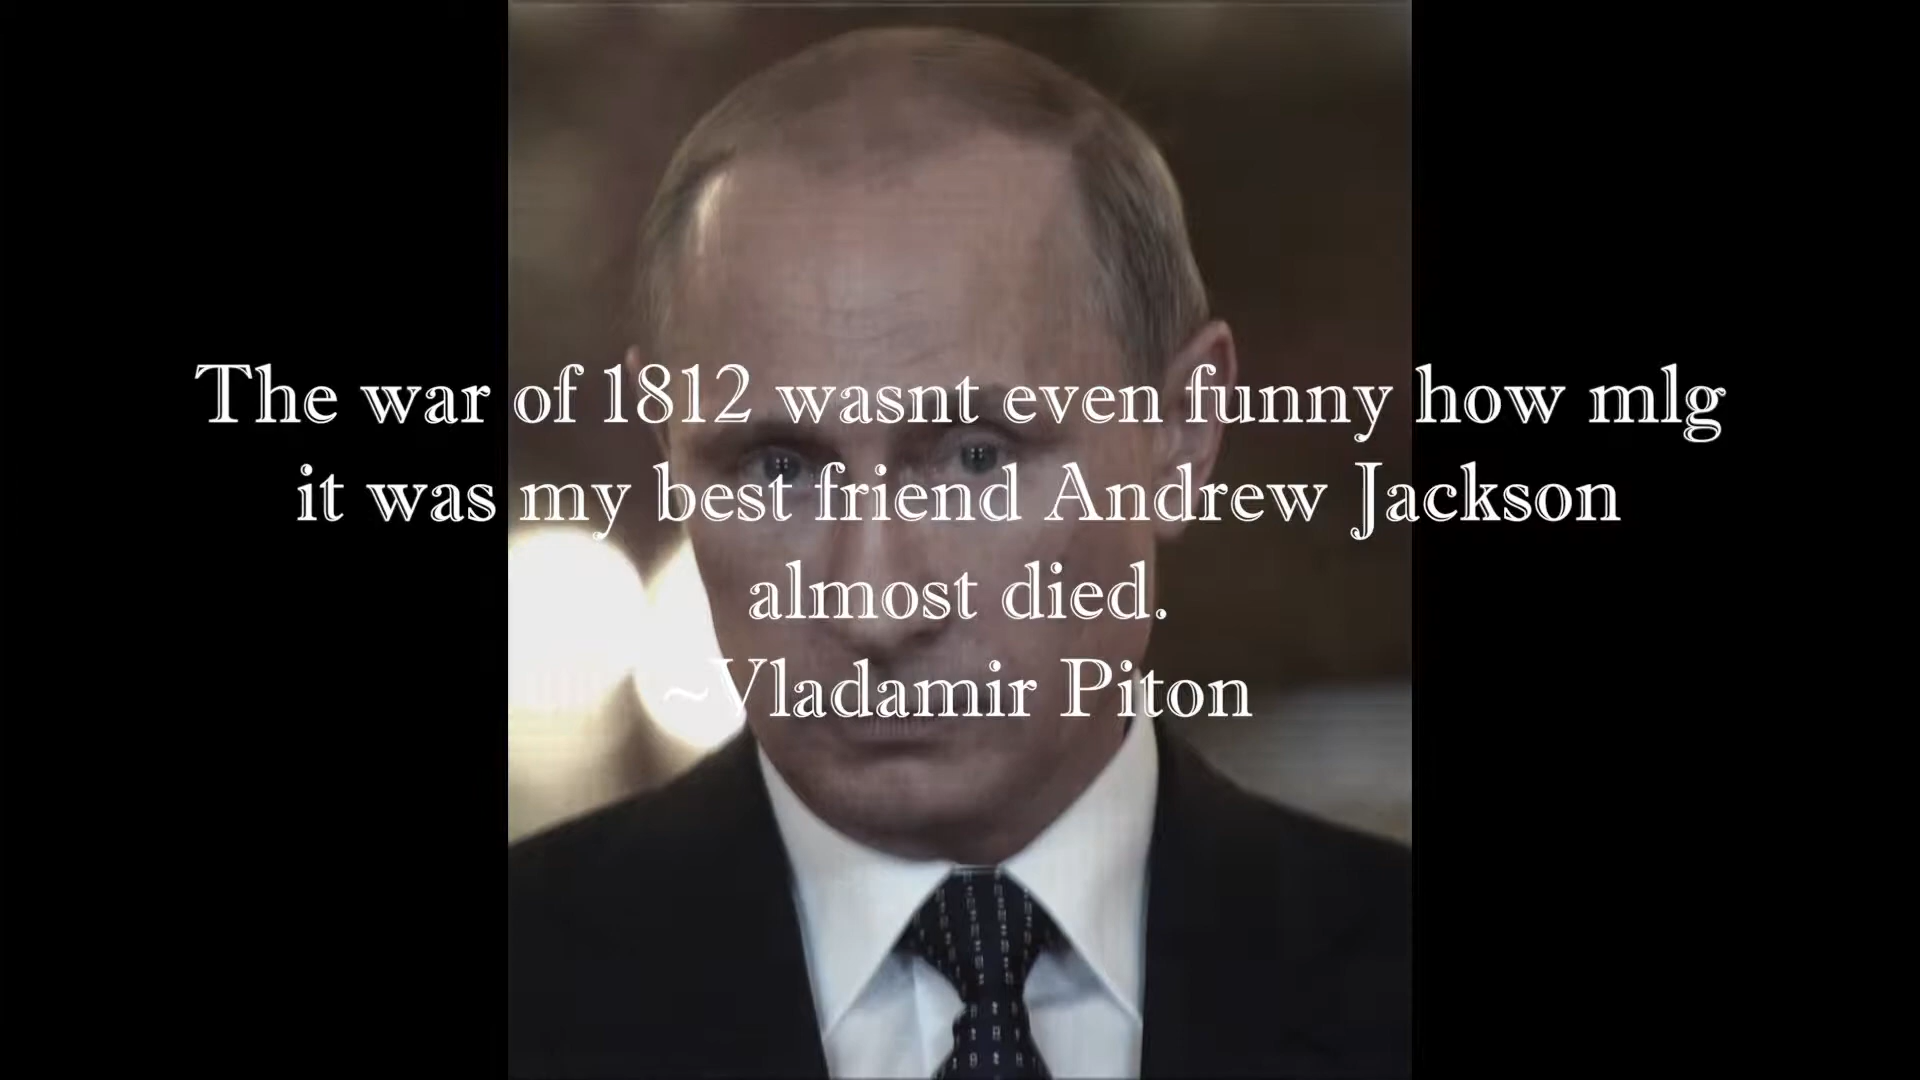 The war of 1812 wasnt even funny how mlg
it was my best friend Andrew Jackson
almost died.
~Vladamir Piton